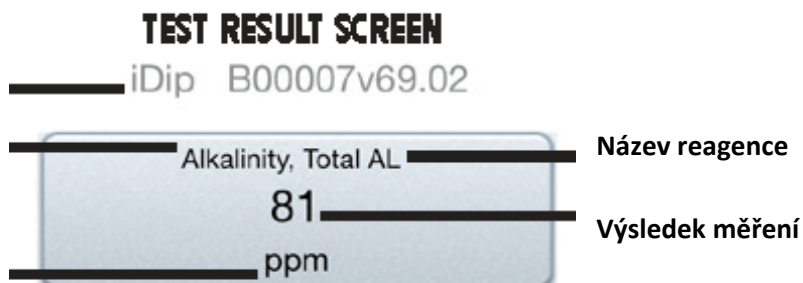 TEST RESULT SCREEN
iDip B00007v69.02
Alkalinity, Total AL
Název reagence
81
Výsledek měření
ppm